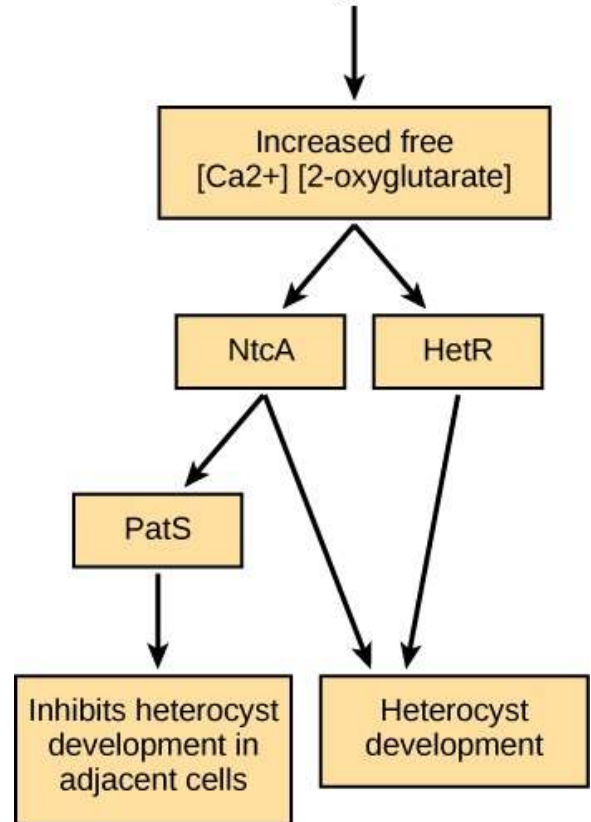 Increased free
[Ca2+] [2-oxyglutarate]
NtcA
HetR
PatS
Inhibits heterocyst
development in
adjacent cells
Heterocyst
development